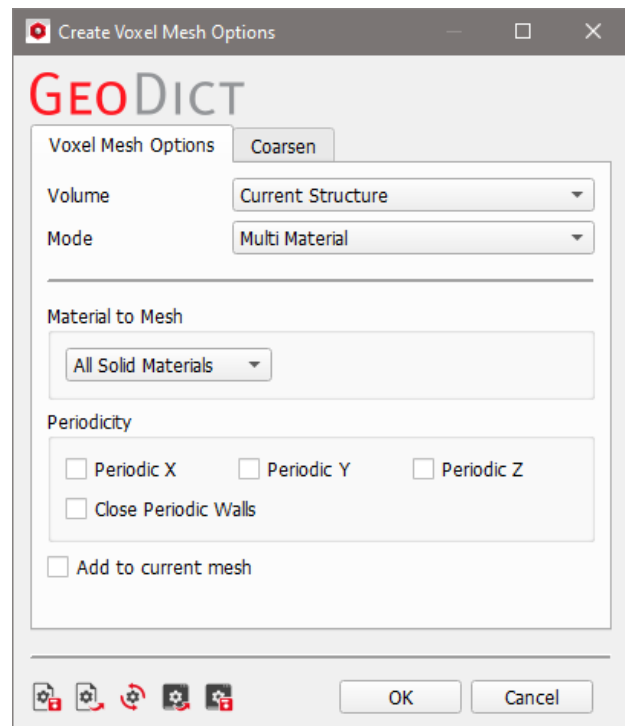 Create Voxel Mesh Options
GEODICT
Voxel Mesh Options Coarsen
Volume Current Structure
Mode Multi Material
Material to Mesh
All Solid Materials
Periodicity
Periodic X Periodic Y Periodic Z
Close Periodic Walls
Add to current mesh
OK Cancel